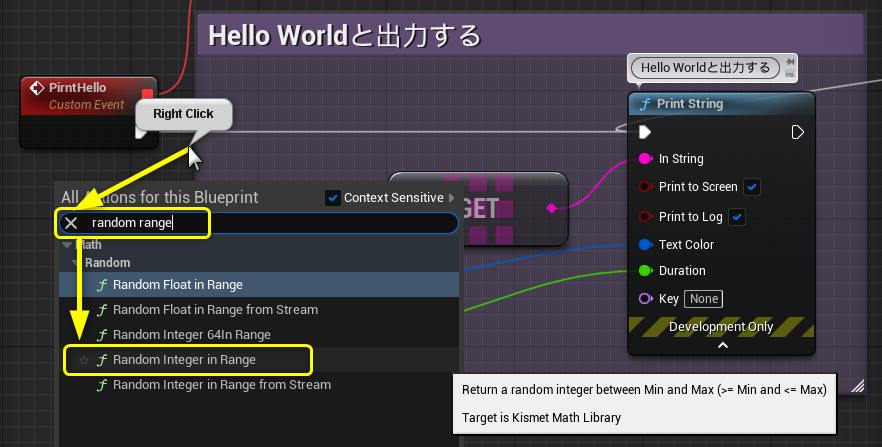 Hello Worldと出力する
Hello Worldと出力する
PirntHello
Custom Event
Right Click
Print String
In String
Print to Screen
Print to Log
Text Color
Duration
Key None
Development Only
GET
All Actions for this Blueprint
Context Sensitive
random range
Math
Random
Random Float in Range
Random Float in Range from Stream
Random Integer 64In Range
Random Integer in Range
Random Integer in Range from Stream
Return a random integer between Min and Max (>= Min and <= Max)
Target is Kismet Math Library